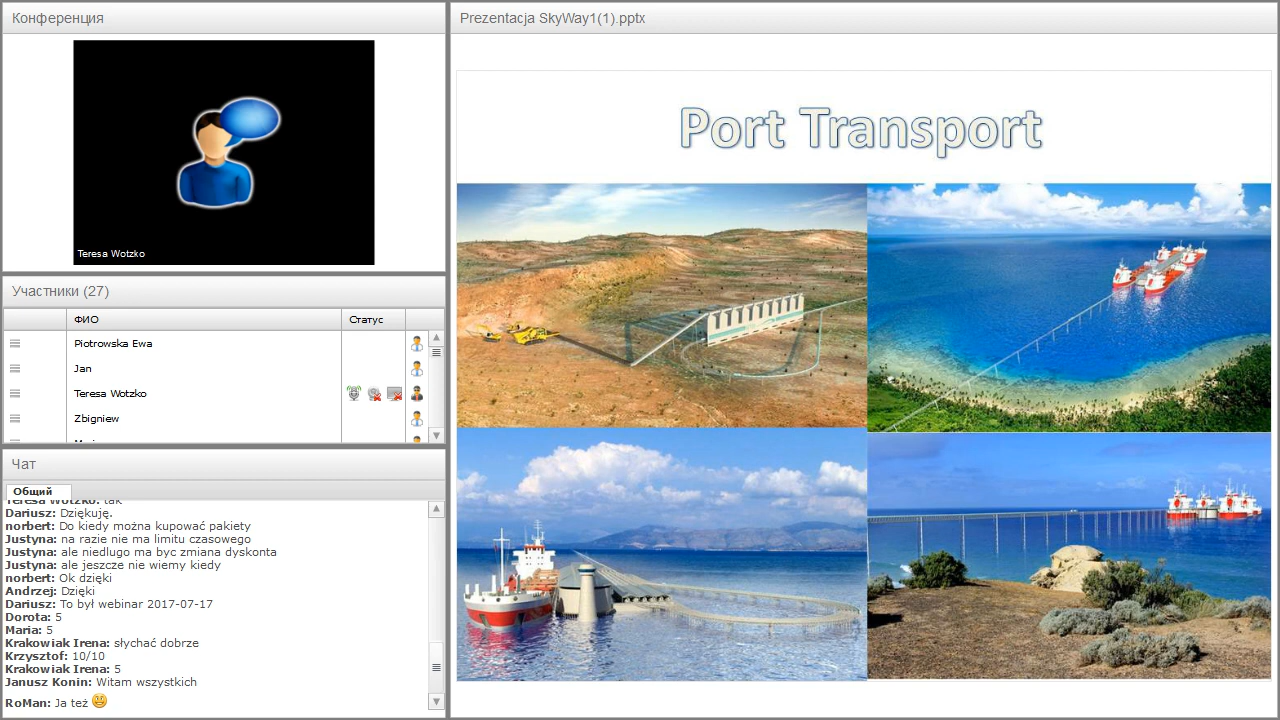 Конференция
Teresa Wotzko
Участники (27)
ФИО Статус
Piotrowska Ewa
Jan
Teresa Wotzko
Zbigniew
Чат
Общий
Teresa Wotzko: tak
Dariusz: Dziękuję.
norbert: Do kiedy można kupować pakiety
Justyna: na razie nie ma limitu czasowego
Justyna: ale niedlugo ma byc zmiana dyskonta
Justyna: ale jeszcze nie wiemy kiedy
norbert: Ok dzięki
Andrzej: Dzięki
Dariusz: To był webinar 2017-07-17
Dorota: 5
Maria: 5
Krakowiak Irena: słychać dobrze
Krzysztof: 10/10
Krakowiak Irena: 5
Janusz Konin: Witam wszystkich
RoMan: Ja też
Prezentacja SkyWay1(1).pptx
Port Transport